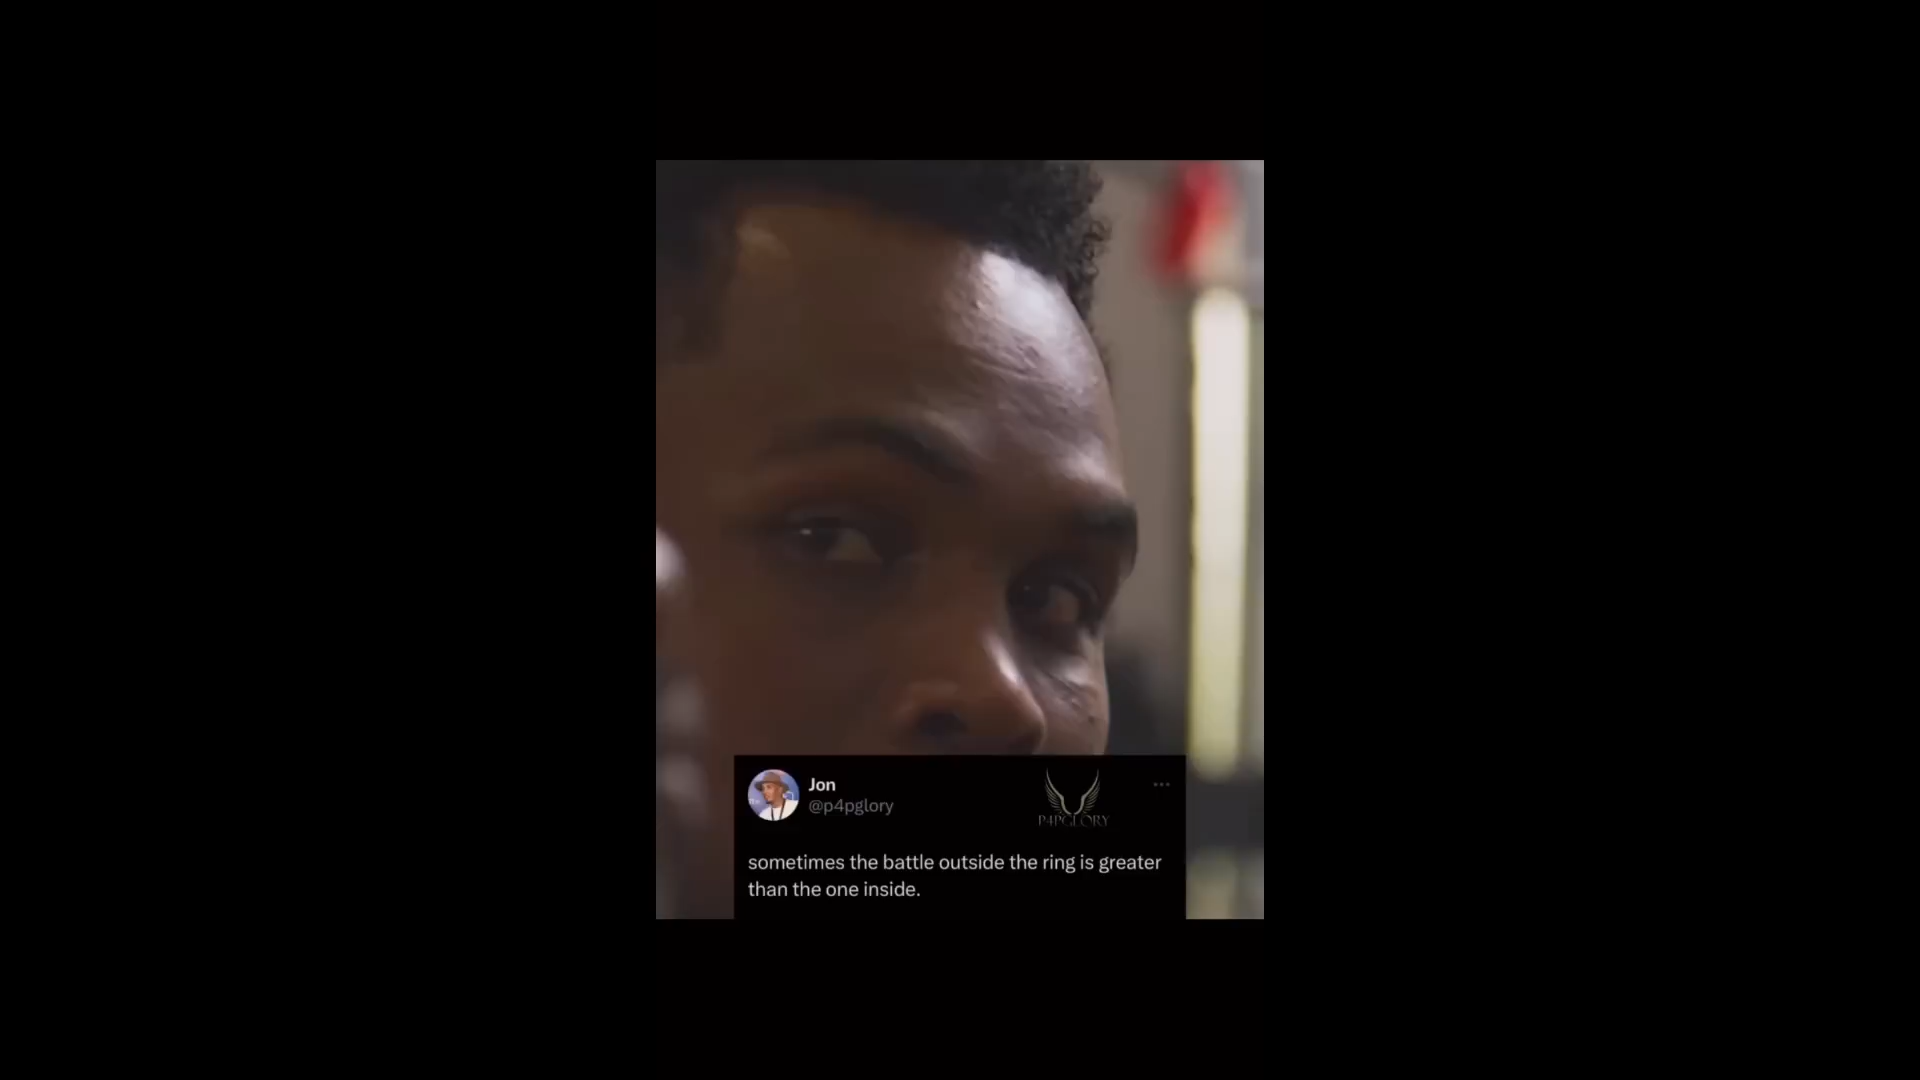 Jon
@p4pglory
P4PGLORY
sometimes the battle outside the ring is greater
than the one inside.